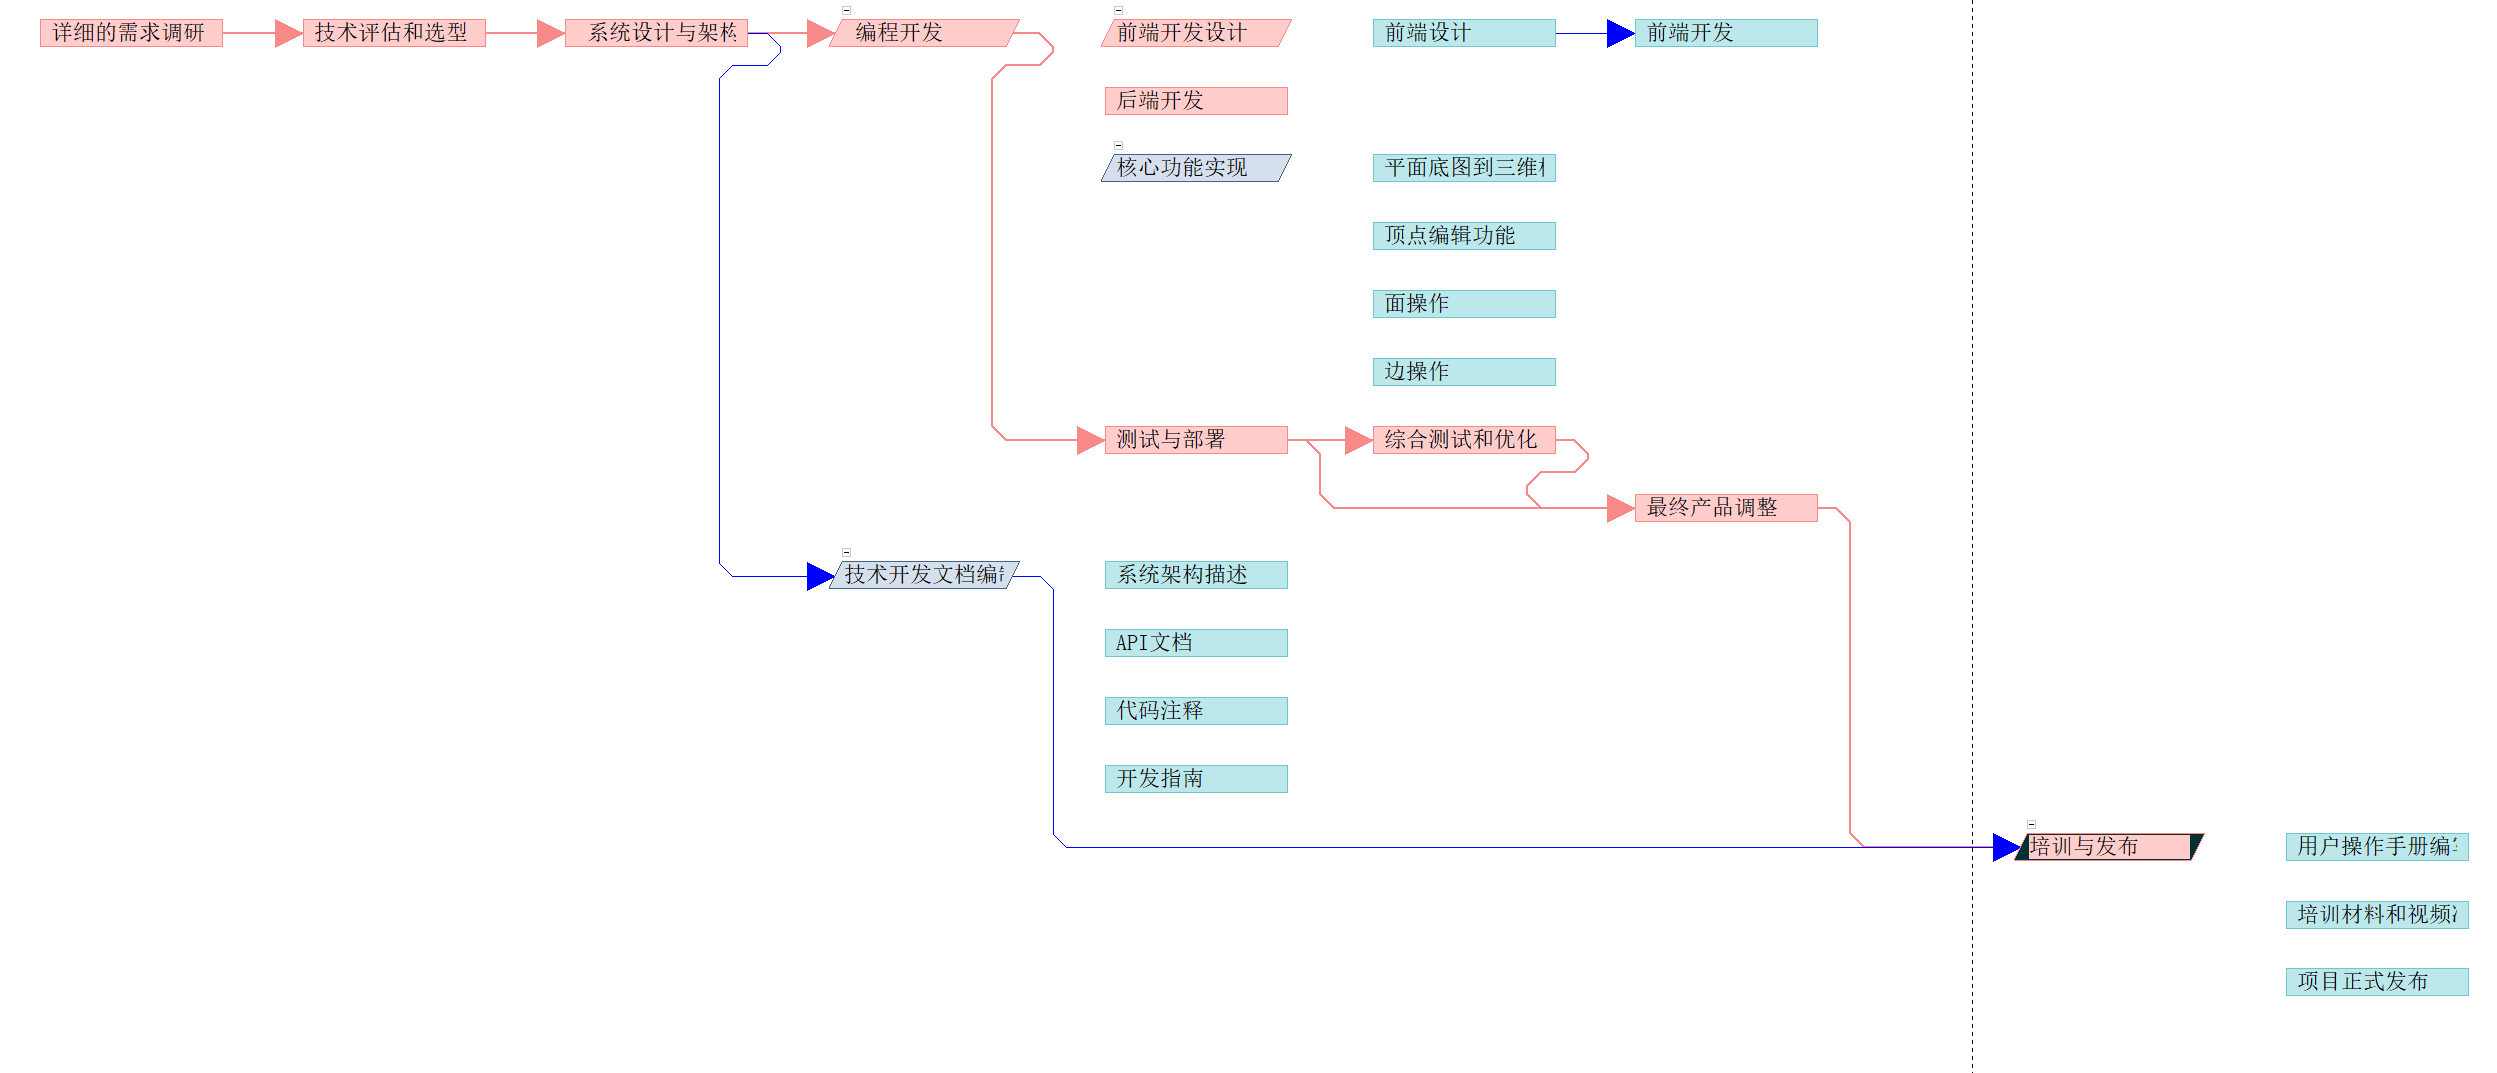 详细的需求调研
技术评估和选型
系统设计与架构
编程开发
前端开发设计
前端设计
前端开发
后端开发
核心功能实现
平面底图到三维
顶点编辑功能
面操作
边操作
测试与部署
综合测试和优化
最终产品调整
技术开发文档编
系统架构描述
API文档
代码注释
开发指南
培训与发布
用户操作手册编
培训材料和视频
项目正式发布